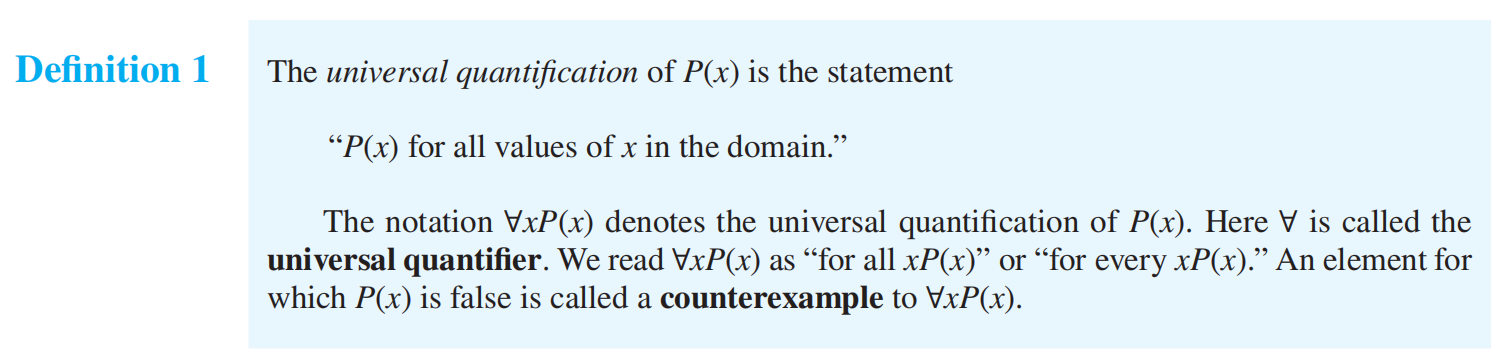 Definition 1
The universal quantification of P(x) is the statement
“P(x) for all values of x in the domain.”
The notation ∀xP(x) denotes the universal quantification of P(x). Here ∀ is called the
universal quantifier. We read ∀xP(x) as “for all xP(x)” or “for every xP(x).” An element for
which P(x) is false is called a counterexample to ∀xP(x).